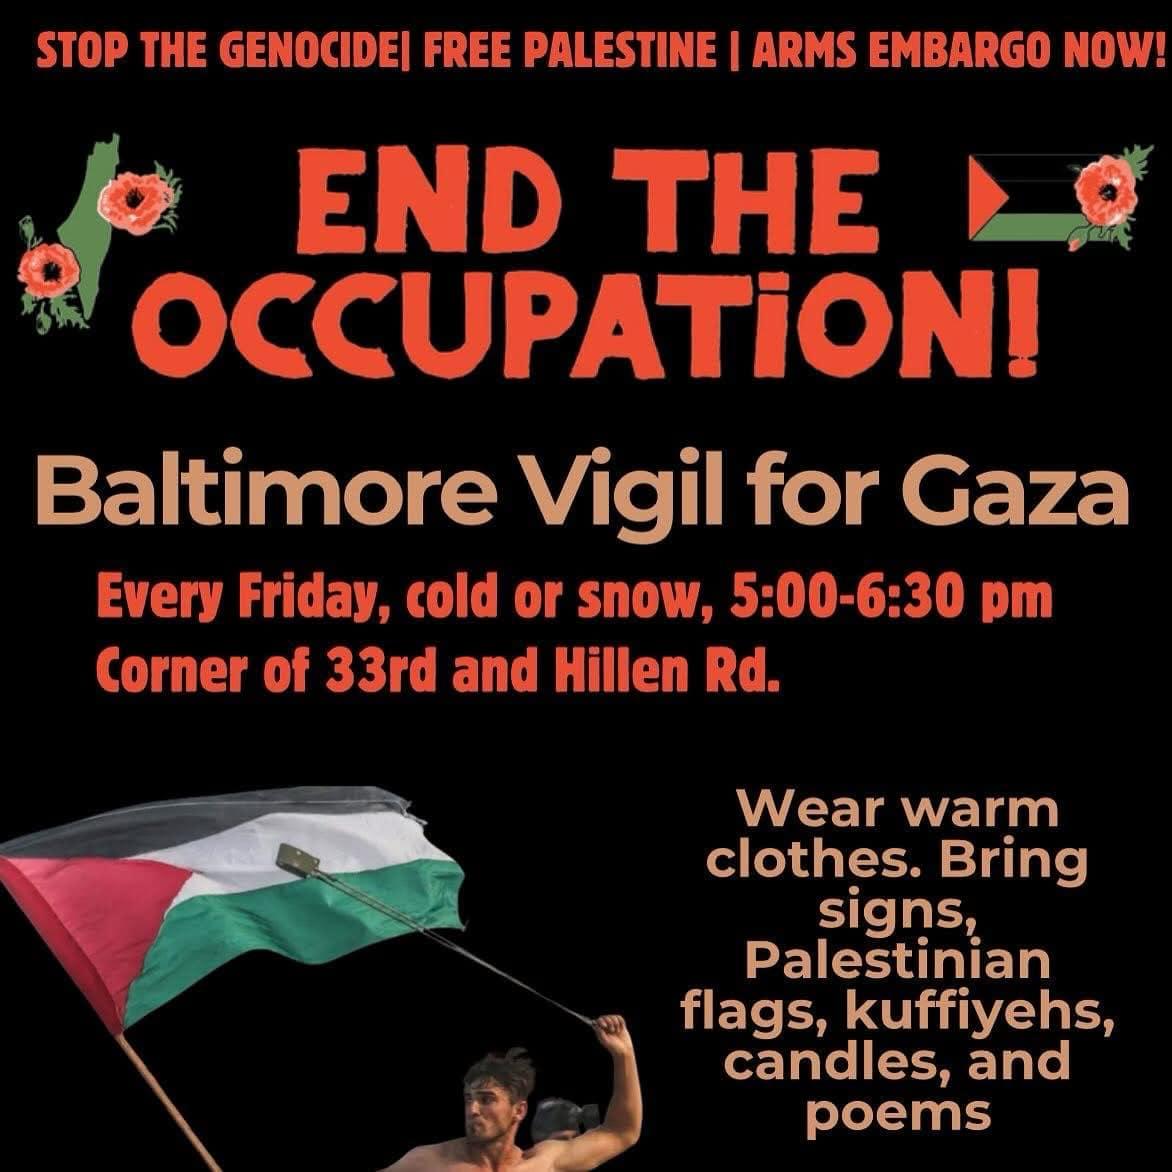 STOP THE GENOCIDE| FREE PALESTINE | ARMS EMBARGO NOW!
END THE
OCCUPATiON!
Baltimore Vigil for Gaza
Every Friday, cold or snow, 5:00-6:30 pm
Corner of 33rd and Hillen Rd.
Wear warm
clothes. Bring
signs,
Palestinian
flags, kuffiyehs,
candles, and
poems